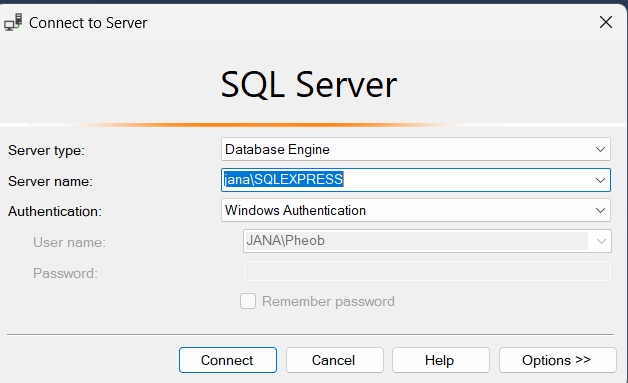 Connect to Server
SQL Server
Server type: Database Engine
Server name: jana\SQLEXPRESS
Authentication: Windows Authentication
User name: JANA\Pheob
Password:
Remember password
Connect Cancel Help Options >>